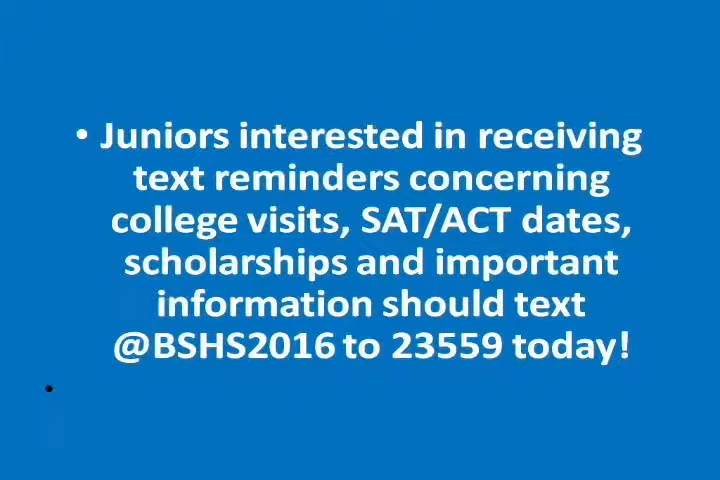 • Juniors interested in receiving
text reminders concerning
college visits, SAT/ACT dates,
scholarships and important
information should text
@BSHS2016 to 23559 today!
•